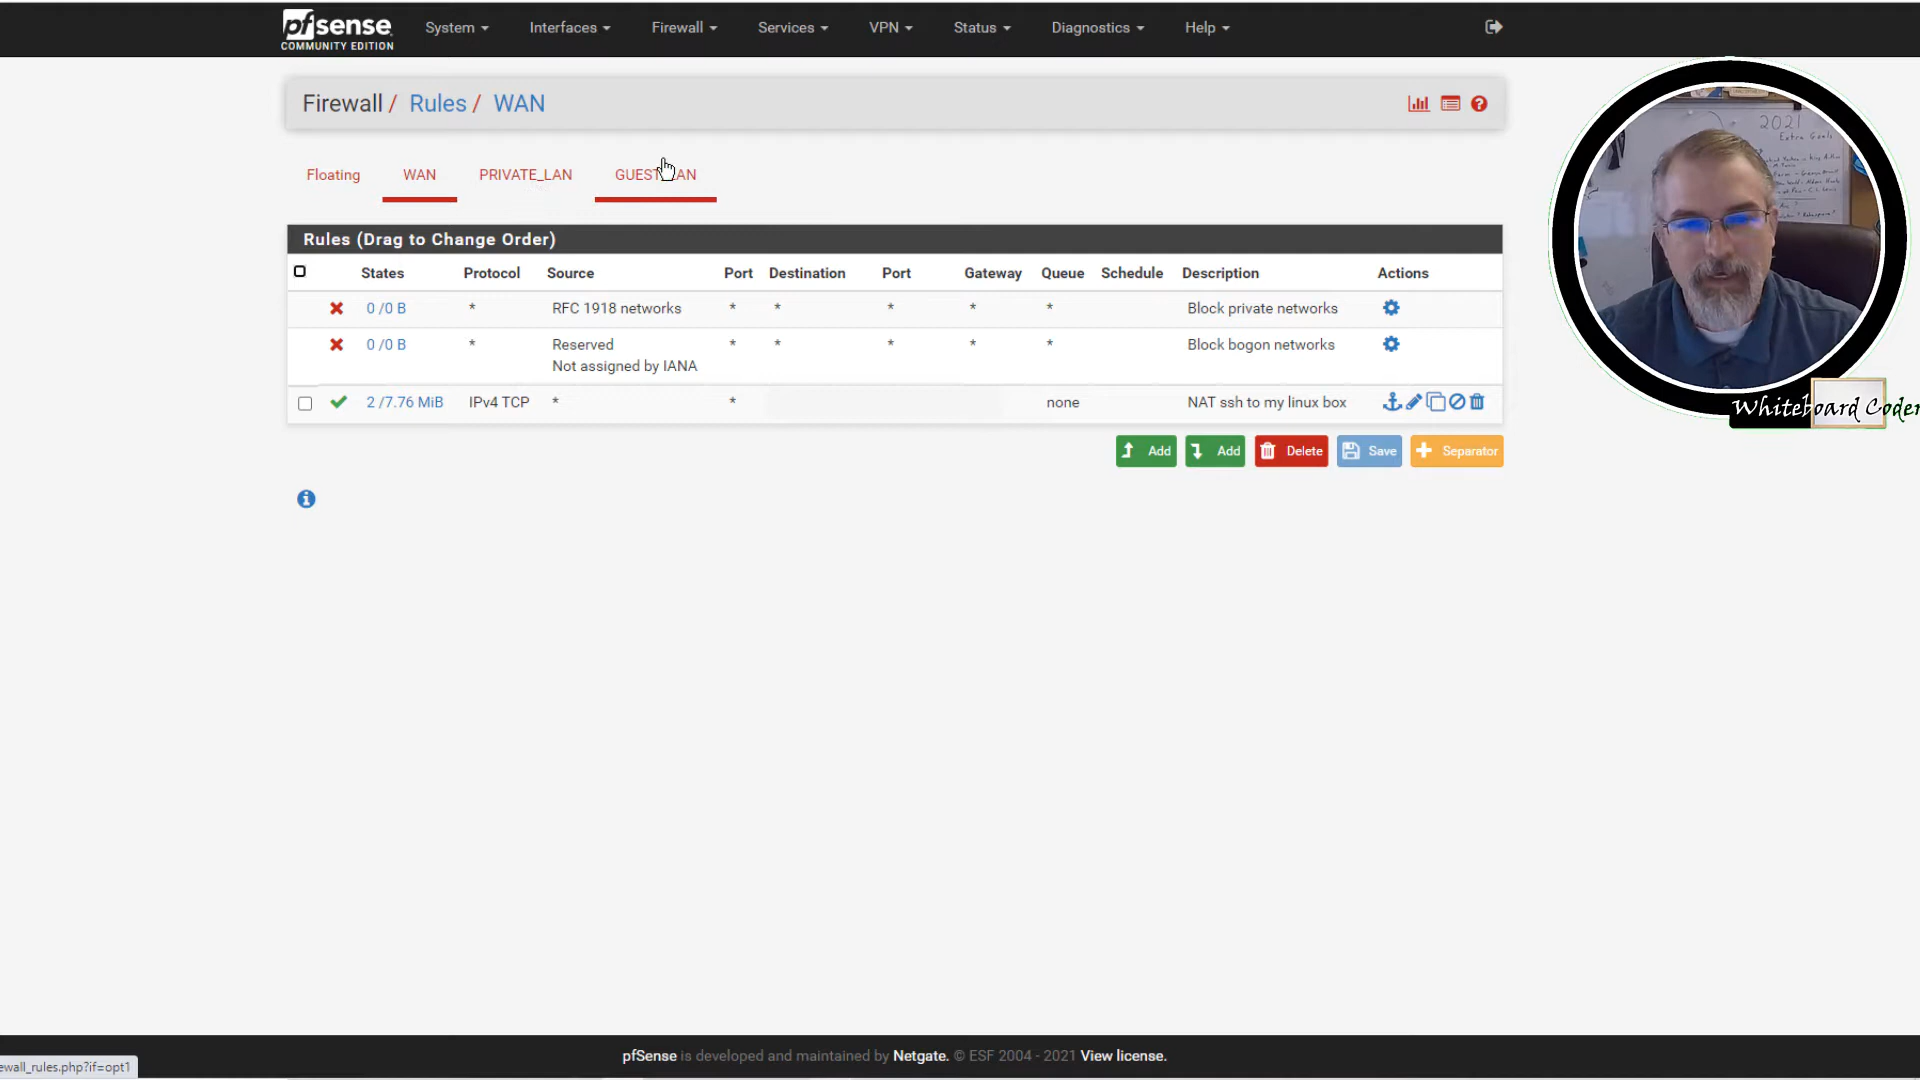 pfsense
COMMUNITY EDITION
System
Interfaces
Firewall
Services
VPN
Status
Diagnostics
Help
Firewall / Rules / WAN
Floating
WAN
PRIVATE_LAN
Rules (Drag to Change Order)
States Protocol Source Port Destination Port Gateway Queue Schedule Description Actions
0 /0 B * RFC 1918 networks * * * * * Block private networks
0 /0 B * Reserved * * * * * Block bogon networks
Not assigned by IANA
2 /7.76 MiB IPv4 TCP * * none NAT ssh to my linux box
Add
Add
Delete
Save
Separator
2021
Extra Goals
Whiteboard Coder
pfSense is developed and maintained by Netgate. © ESF 2004 - 2021 View license.
ewall_rules.php?if=opt1